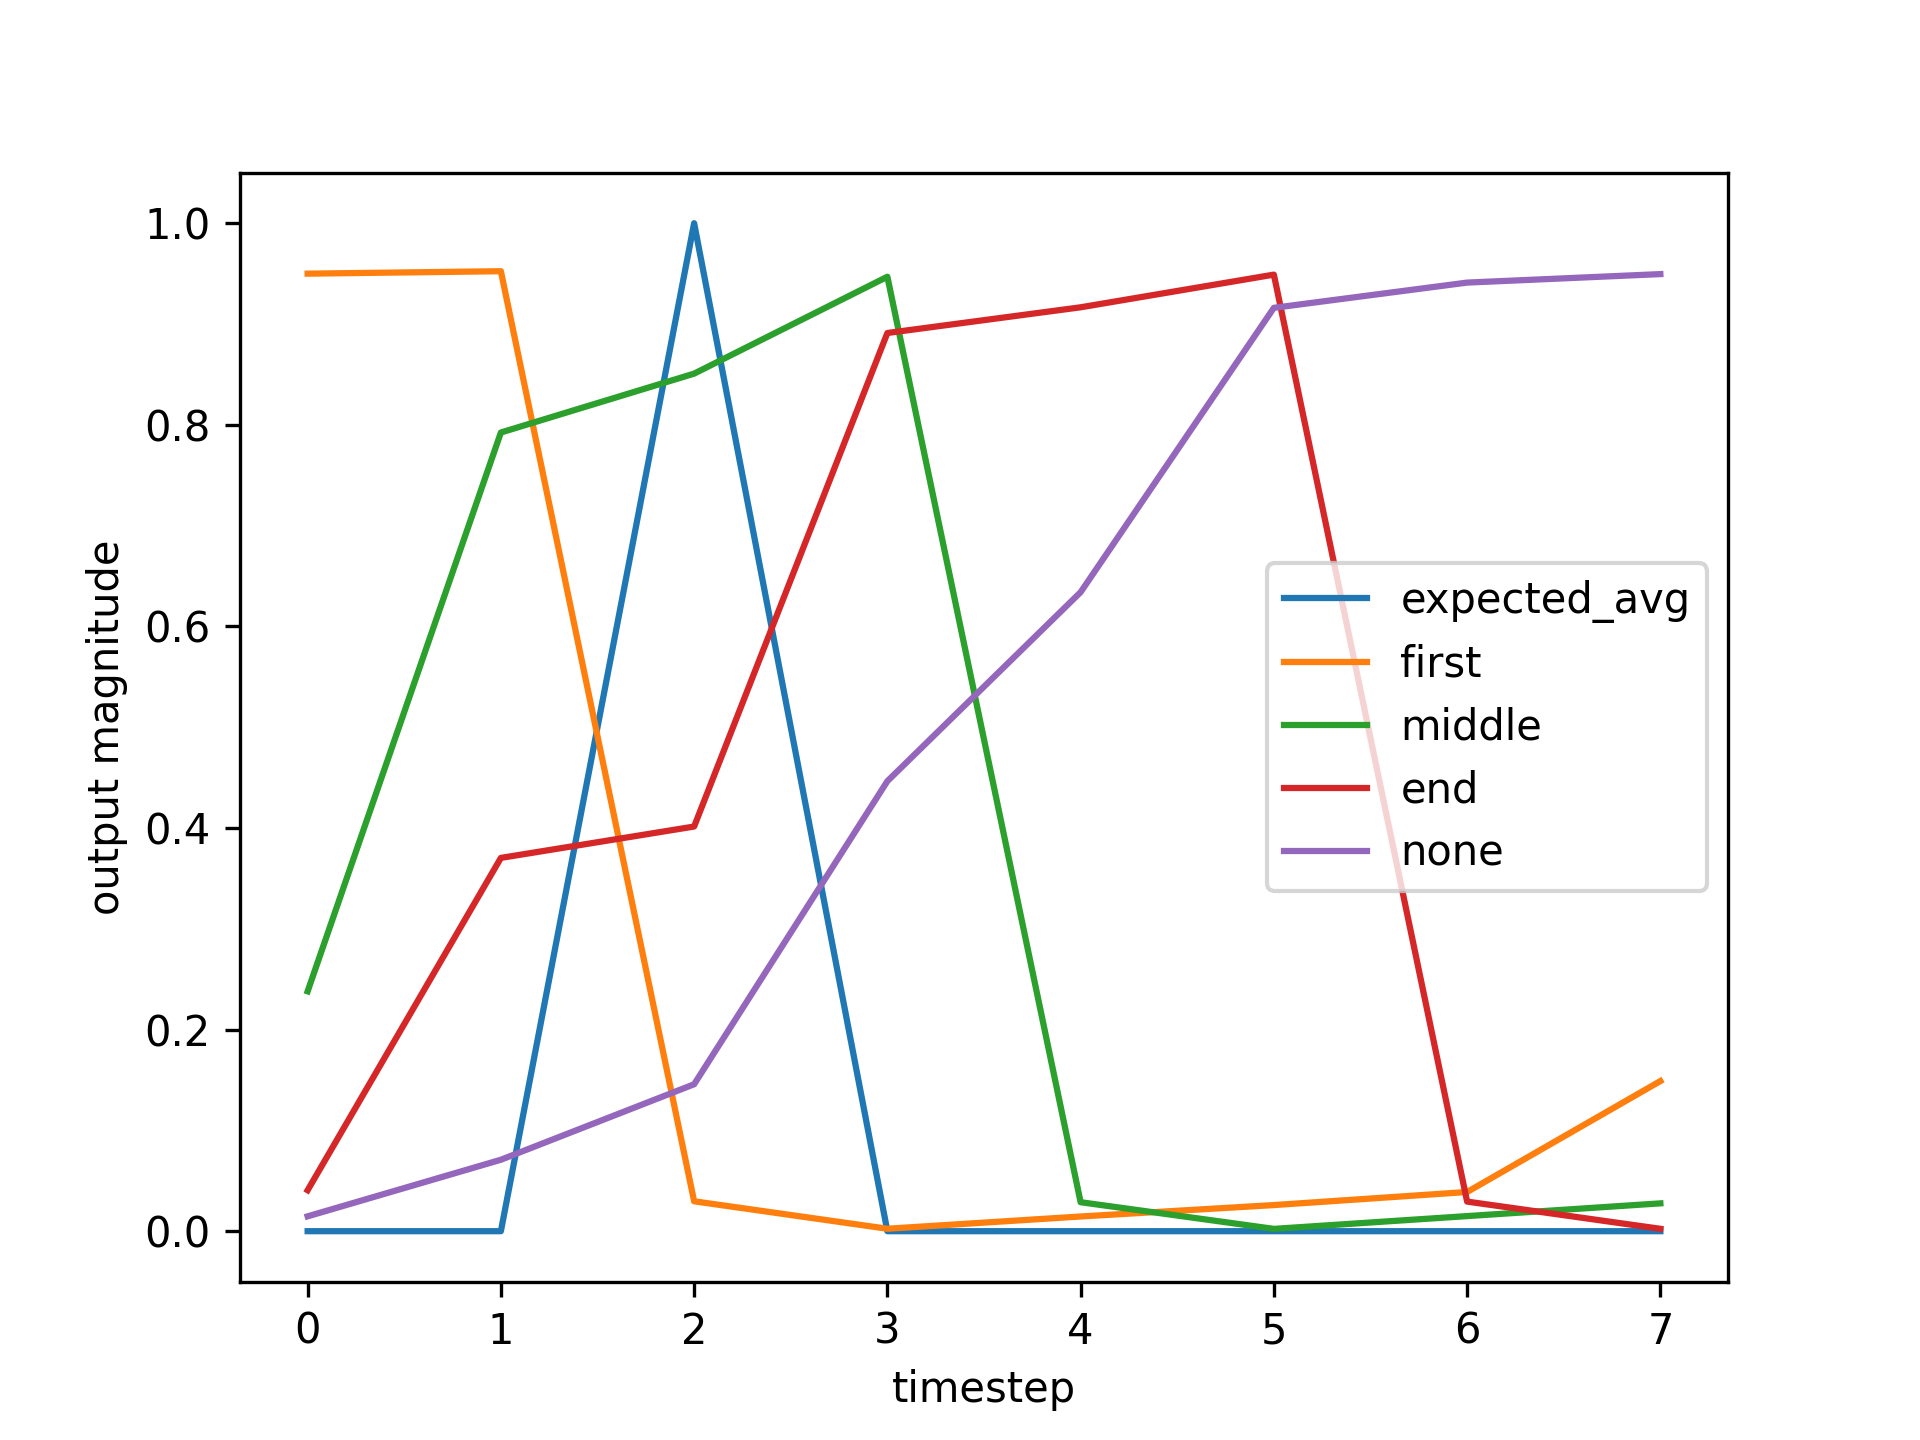 1.0
0.8
0.6
0.4
0.2
0.0
output magnitude
expected_avg
first
middle
end
none
0 1 2 3 4 5 6 7
timestep